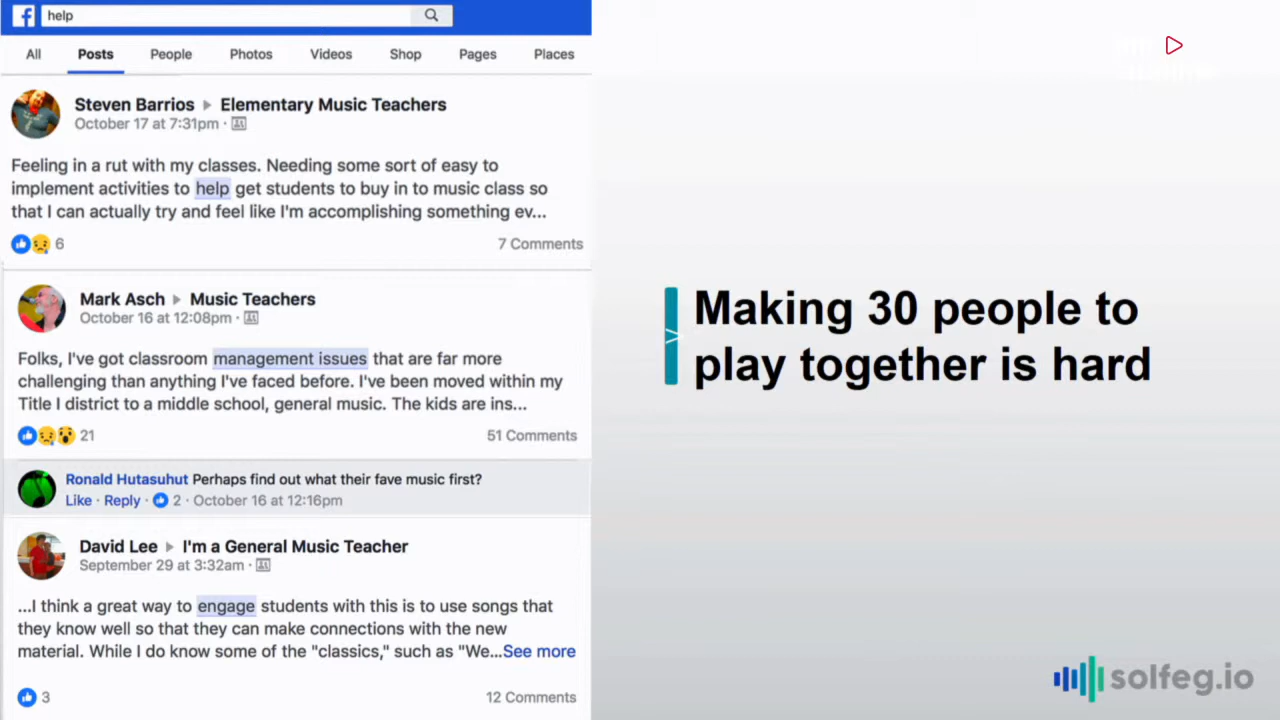 help
All Posts People Photos Videos Shop Pages Places
Steven Barrios ▸ Elementary Music Teachers
October 17 at 7:31pm ·
Feeling in a rut with my classes. Needing some sort of easy to
implement activities to help get students to buy in to music class so
that I can actually try and feel like I'm accomplishing something ev...
6 7 Comments
Mark Asch ▸ Music Teachers
October 16 at 12:08pm ·
Folks, I've got classroom management issues that are far more
challenging than anything I've faced before. I've been moved within my
Title I district to a middle school, general music. The kids are ins...
21 51 Comments
Ronald Hutasuhut Perhaps find out what their fave music first?
Like · Reply · 2 · October 16 at 12:16pm
David Lee ▸ I'm a General Music Teacher
September 29 at 3:32am ·
...I think a great way to engage students with this is to use songs that
they know well so that they can make connections with the new
material. While I do know some of the "classics," such as "We...See more
3 12 Comments
Making 30 people to
play together is hard
solfeg.io